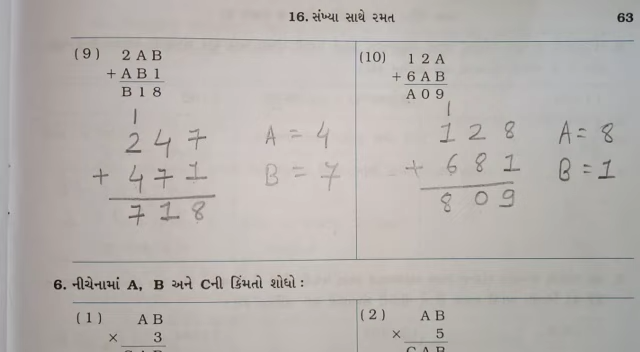 16. સંખ્યા સાથે રમત 63
(9) 2 A B
+ A B 1
B 1 8
1
2 4 7
+ 4 7 1
7 1 8
A = 4
B = 7
(10) 1 2 A
+ 6 A B
A 0 9
1
1 2 8
+ 6 8 1
8 0 9
A = 8
B = 1
6. નીચેનામાં A, B અને Cની કિંમતો શોધો :
(1) A B
× 3
C A B
(2) A B
× 5
C A B